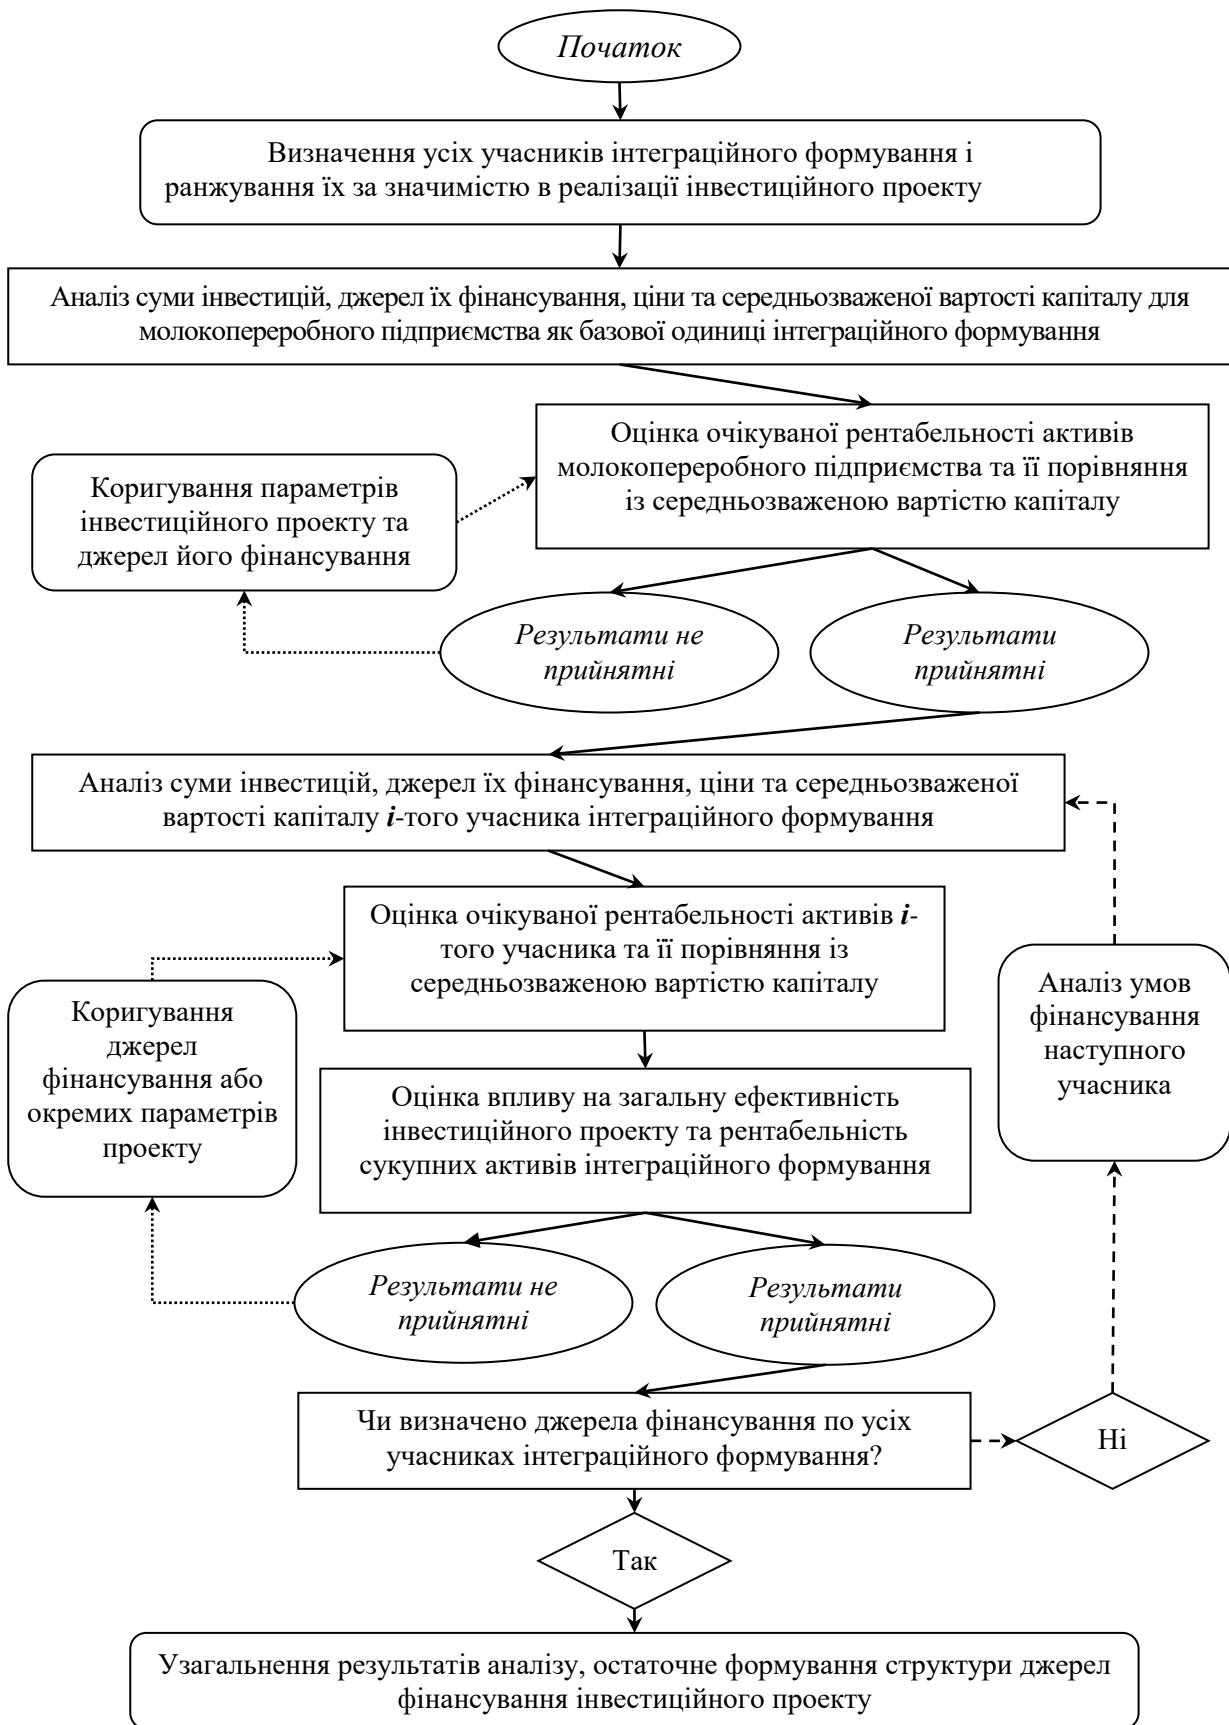 Початок
Визначення усіх учасників інтеграційного формування і
ранжування їх за значимістю в реалізації інвестиційного проекту
Аналіз суми інвестицій, джерел їх фінансування, ціни та середньозваженої вартості капіталу для
молокопереробного підприємства як базової одиниці інтеграційного формування
Оцінка очікуваної рентабельності активів
молокопереробного підприємства та її порівняння
із середньозваженою вартістю капіталу
Коригування параметрів
інвестиційного проекту та
джерел його фінансування
Результати не
прийнятні
Результати
прийнятні
Аналіз суми інвестицій, джерел їх фінансування, ціни та середньозваженої
вартості капіталу i-того учасника інтеграційного формування
Оцінка очікуваної рентабельності активів i-
того учасника та її порівняння із
середньозваженою вартістю капіталу
Коригування
джерел
фінансування або
окремих параметрів
проекту
Аналіз умов
фінансування
наступного
учасника
Оцінка впливу на загальну ефективність
інвестиційного проекту та рентабельність
сукупних активів інтеграційного формування
Результати не
прийнятні
Результати
прийнятні
Чи визначено джерела фінансування по усіх
учасниках інтеграційного формування?
Ні
Так
Узагальнення результатів аналізу, остаточне формування структури джерел
фінансування інвестиційного проекту